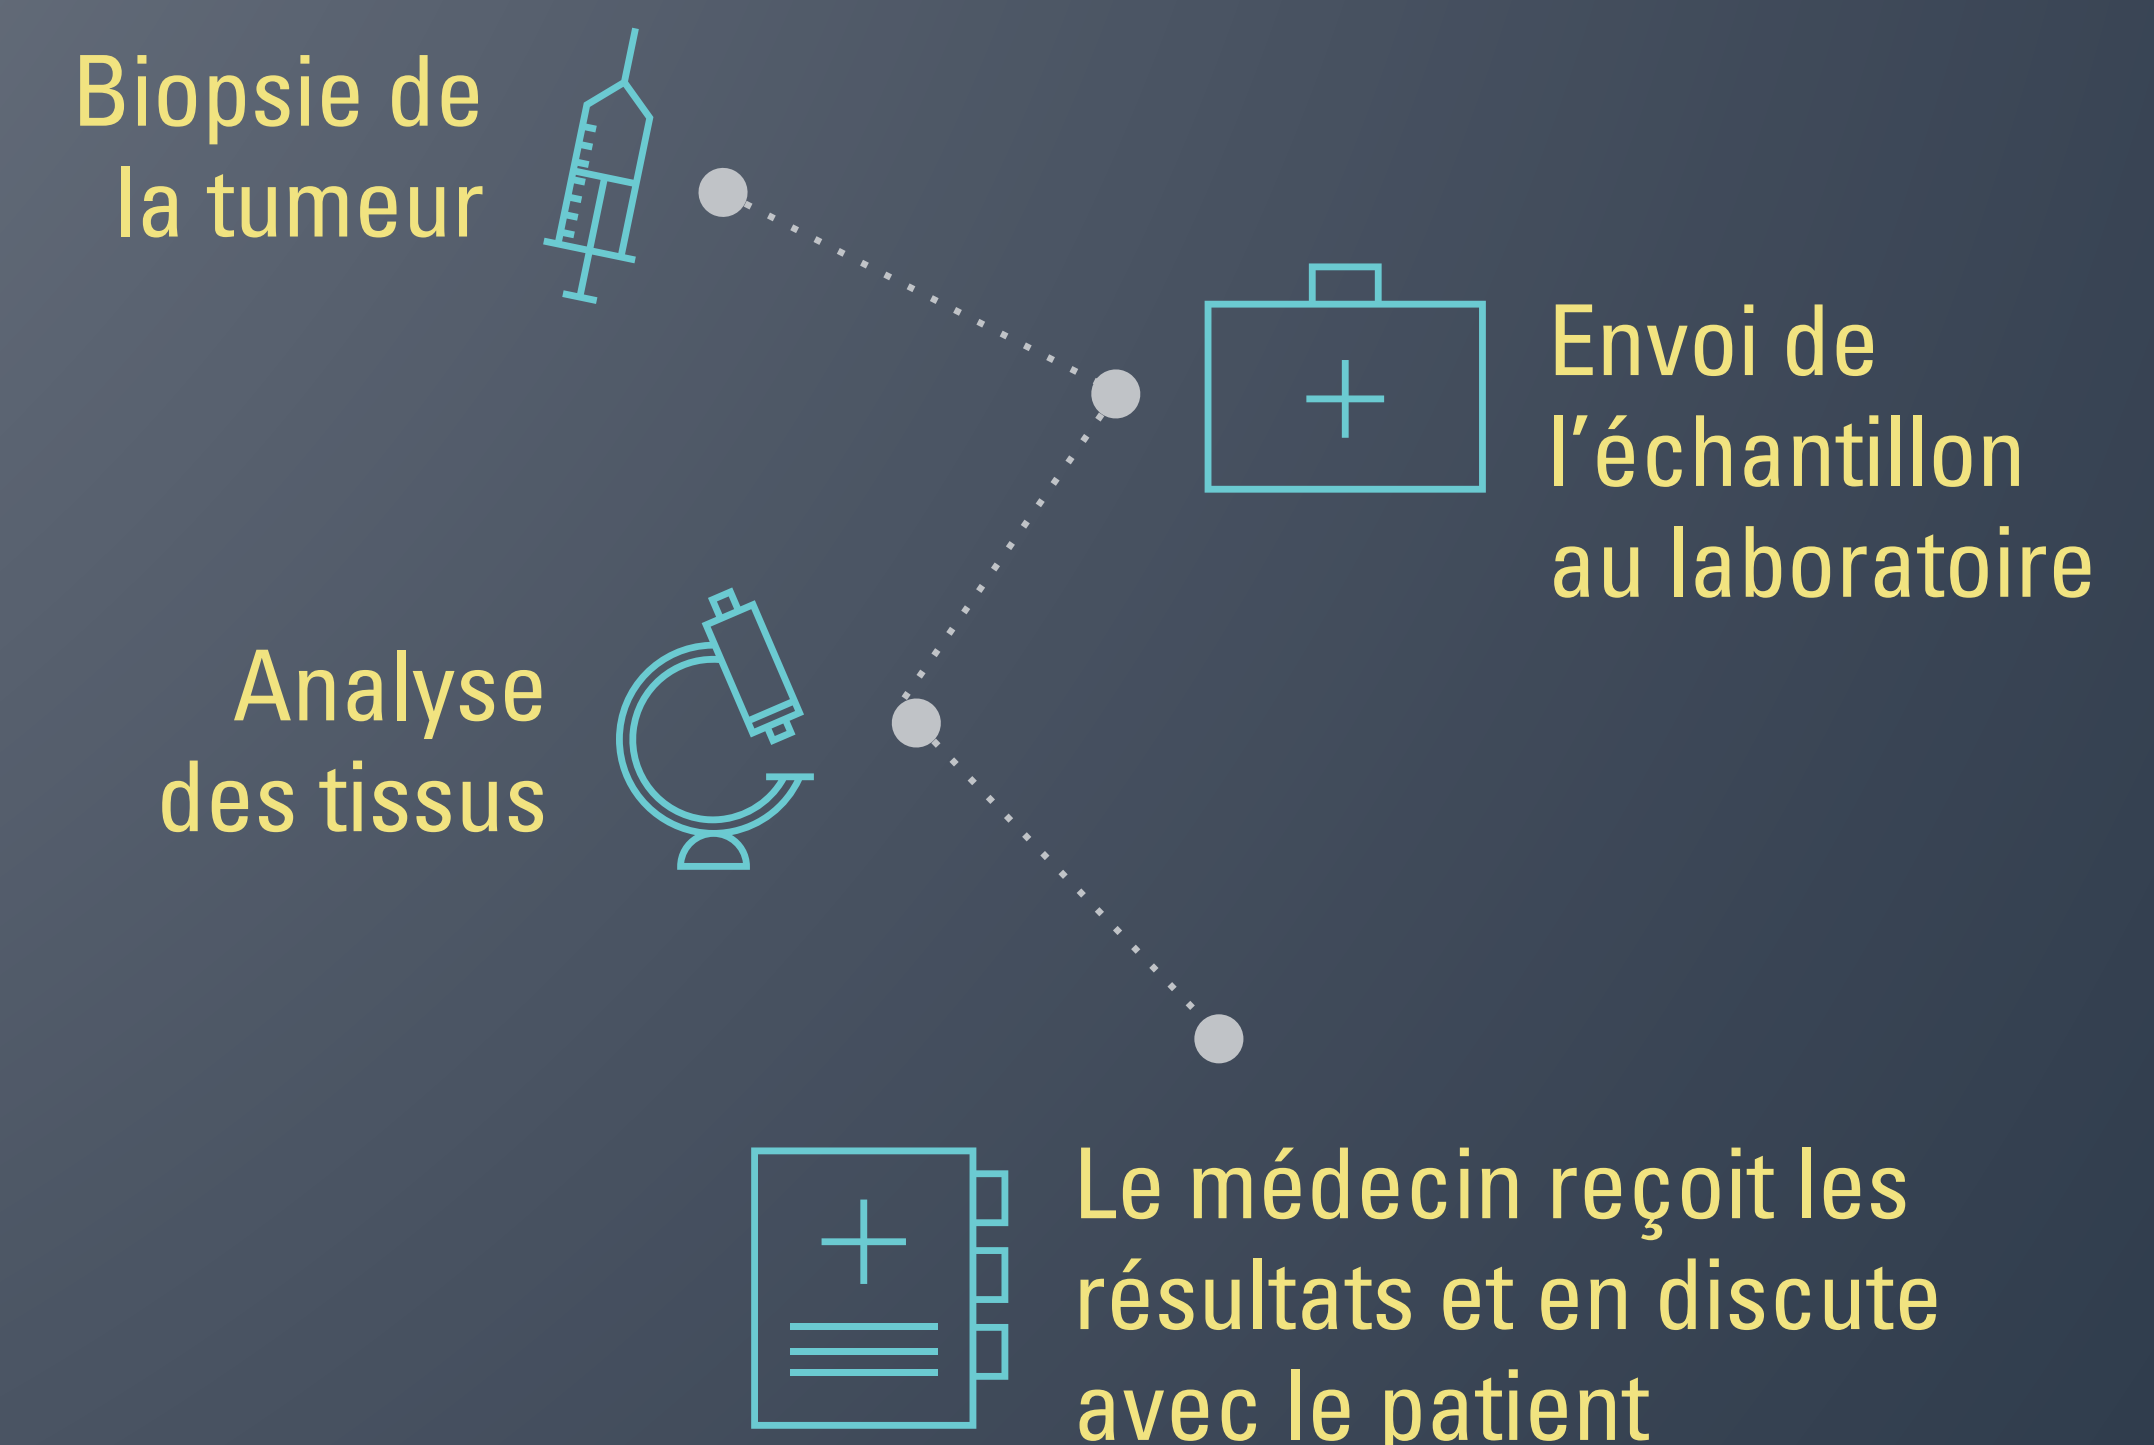 Biopsie de
la tumeur
Envoi de
l’échantillon
au laboratoire
Analyse
des tissus
Le médecin reçoit les
résultats et en discute
avec le patient